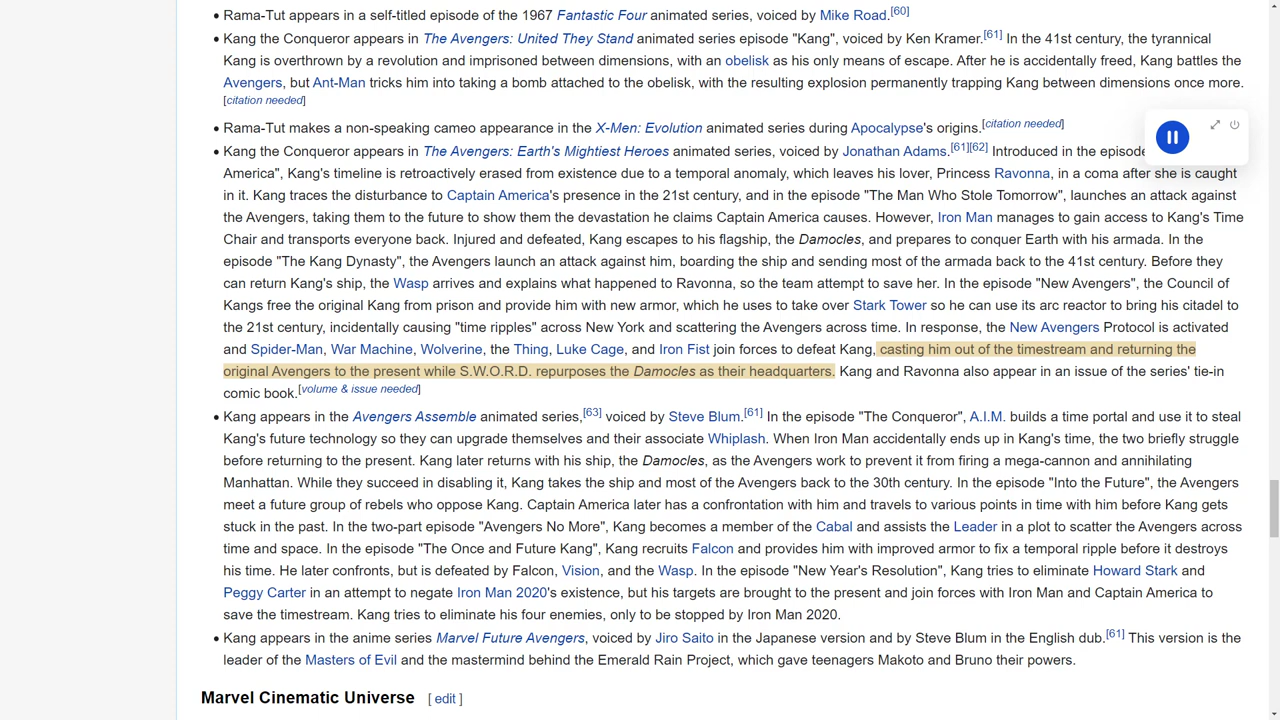 Rama-Tut appears in a self-titled episode of the 1967 Fantastic Four animated series, voiced by Mike Road.[60]
Kang the Conqueror appears in The Avengers: United They Stand animated series episode "Kang", voiced by Ken Kramer.[61] In the 41st century, the tyrannical
Kang is overthrown by a revolution and imprisoned between dimensions, with an obelisk as his only means of escape. After he is accidentally freed, Kang battles the
Avengers, but Ant-Man tricks him into taking a bomb attached to the obelisk, with the resulting explosion permanently trapping Kang between dimensions once more.
[citation needed]
Rama-Tut makes a non-speaking cameo appearance in the X-Men: Evolution animated series during Apocalypse's origins.[citation needed]
Kang the Conqueror appears in The Avengers: Earth's Mightiest Heroes animated series, voiced by Jonathan Adams.[61][62] Introduced in the episode
America", Kang's timeline is retroactively erased from existence due to a temporal anomaly, which leaves his lover, Princess Ravonna, in a coma after she is caught
in it. Kang traces the disturbance to Captain America's presence in the 21st century, and in the episode "The Man Who Stole Tomorrow", launches an attack against
the Avengers, taking them to the future to show them the devastation he claims Captain America causes. However, Iron Man manages to gain access to Kang's Time
Chair and transports everyone back. Injured and defeated, Kang escapes to his flagship, the Damocles, and prepares to conquer Earth with his armada. In the
episode "The Kang Dynasty", the Avengers launch an attack against him, boarding the ship and sending most of the armada back to the 41st century. Before they
can return Kang's ship, the Wasp arrives and explains what happened to Ravonna, so the team attempt to save her. In the episode "New Avengers", the Council of
Kangs free the original Kang from prison and provide him with new armor, which he uses to take over Stark Tower so he can use its arc reactor to bring his citadel to
the 21st century, incidentally causing "time ripples" across New York and scattering the Avengers across time. In response, the New Avengers Protocol is activated
and Spider-Man, War Machine, Wolverine, the Thing, Luke Cage, and Iron Fist join forces to defeat Kang, casting him out of the timestream and returning the
original Avengers to the present while S.W.O.R.D. repurposes the Damocles as their headquarters. Kang and Ravonna also appear in an issue of the series' tie-in
comic book.[volume & issue needed]
Kang appears in the Avengers Assemble animated series,[63] voiced by Steve Blum.[61] In the episode "The Conqueror", A.I.M. builds a time portal and use it to steal
Kang's future technology so they can upgrade themselves and their associate Whiplash. When Iron Man accidentally ends up in Kang's time, the two briefly struggle
before returning to the present. Kang later returns with his ship, the Damocles, as the Avengers work to prevent it from firing a mega-cannon and annihilating
Manhattan. While they succeed in disabling it, Kang takes the ship and most of the Avengers back to the 30th century. In the episode "Into the Future", the Avengers
meet a future group of rebels who oppose Kang. Captain America later has a confrontation with him and travels to various points in time with him before Kang gets
stuck in the past. In the two-part episode "Avengers No More", Kang becomes a member of the Cabal and assists the Leader in a plot to scatter the Avengers across
time and space. In the episode "The Once and Future Kang", Kang recruits Falcon and provides him with improved armor to fix a temporal ripple before it destroys
his time. He later confronts, but is defeated by Falcon, Vision, and the Wasp. In the episode "New Year's Resolution", Kang tries to eliminate Howard Stark and
Peggy Carter in an attempt to negate Iron Man 2020's existence, but his targets are brought to the present and join forces with Iron Man and Captain America to
save the timestream. Kang tries to eliminate his four enemies, only to be stopped by Iron Man 2020.
Kang appears in the anime series Marvel Future Avengers, voiced by Jiro Saito in the Japanese version and by Steve Blum in the English dub.[61] This version is the
leader of the Masters of Evil and the mastermind behind the Emerald Rain Project, which gave teenagers Makoto and Bruno their powers.
Marvel Cinematic Universe [ edit ]